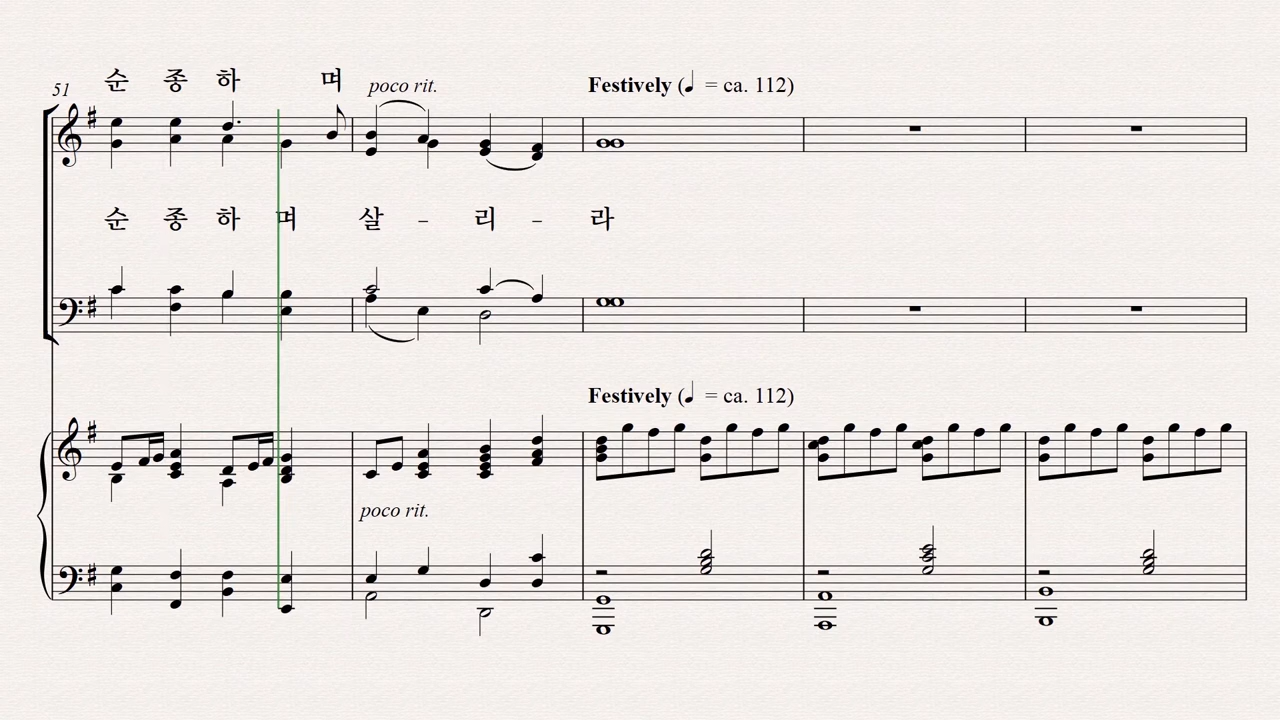 순 종 하 며
51
poco rit.
Festively (♩ = ca. 112)
순 종 하 며 살 - 리 - 라
Festively (♩ = ca. 112)
poco rit.